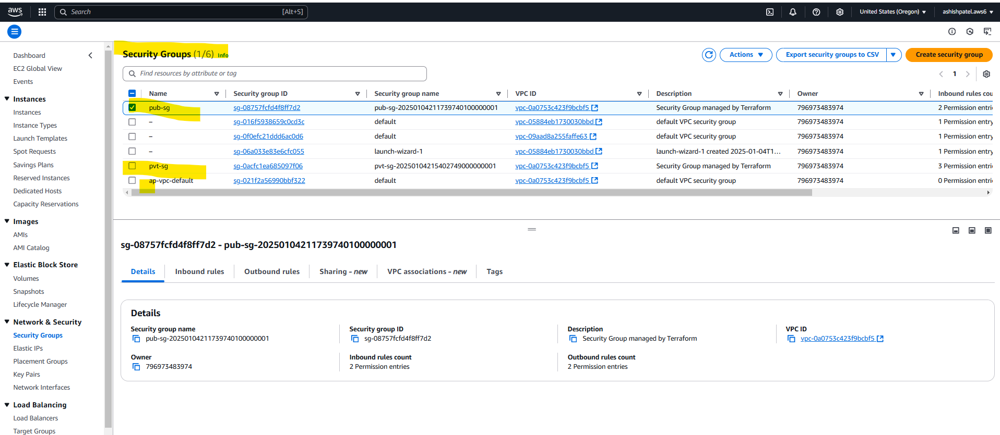 aws
Search [Alt+S]
United States (Oregon)
ashishpatel.aws6
Dashboard
EC2 Global View
Events
Instances
Instances
Instance Types
Launch Templates
Spot Requests
Savings Plans
Reserved Instances
Dedicated Hosts
Capacity Reservations
Images
AMIs
AMI Catalog
Elastic Block Store
Volumes
Snapshots
Lifecycle Manager
Network & Security
Security Groups
Elastic IPs
Placement Groups
Key Pairs
Network Interfaces
Load Balancing
Load Balancers
Target Groups
Security Groups (1/6) Info
Actions
Export security groups to CSV
Create security group
Find resources by attribute or tag
1
Name Security group ID Security group name VPC ID Description Owner Inbound rules cou
pub-sg sg-08757fcfd4f8ff7d2 pub-sg-20250104211739740100000001 vpc-0a0753c423f9bcbf5 Security Group managed by Terraform 796973483974 2 Permission entri
– sg-016f5938659c0cd3c default vpc-05884eb1730030bbd default VPC security group 796973483974 1 Permission entry
– sg-0f0efc21ddd6ac0d6 default vpc-09aad8a255faffe63 default VPC security group 796973483974 1 Permission entry
– sg-06a033e83e6cfc055 launch-wizard-1 vpc-05884eb1730030bbd launch-wizard-1 created 2025-01-04T1... 796973483974 1 Permission entry
pvt-sg sg-0acfc1ea685097f06 pvt-sg-20250104215402749000000001 vpc-0a0753c423f9bcbf5 Security Group managed by Terraform 796973483974 3 Permission entri
ap-vpc-default sg-021f2a56990bbf322 default vpc-0a0753c423f9bcbf5 default VPC security group 796973483974 0 Permission entri
sg-08757fcfd4f8ff7d2 - pub-sg-20250104211739740100000001
Details Inbound rules Outbound rules Sharing - new VPC associations - new Tags
Details
Security group name
pub-sg-20250104211739740100000001
Security group ID
sg-08757fcfd4f8ff7d2
Description
Security Group managed by Terraform
VPC ID
vpc-0a0753c423f9bcbf5
Owner
796973483974
Inbound rules count
2 Permission entries
Outbound rules count
2 Permission entries